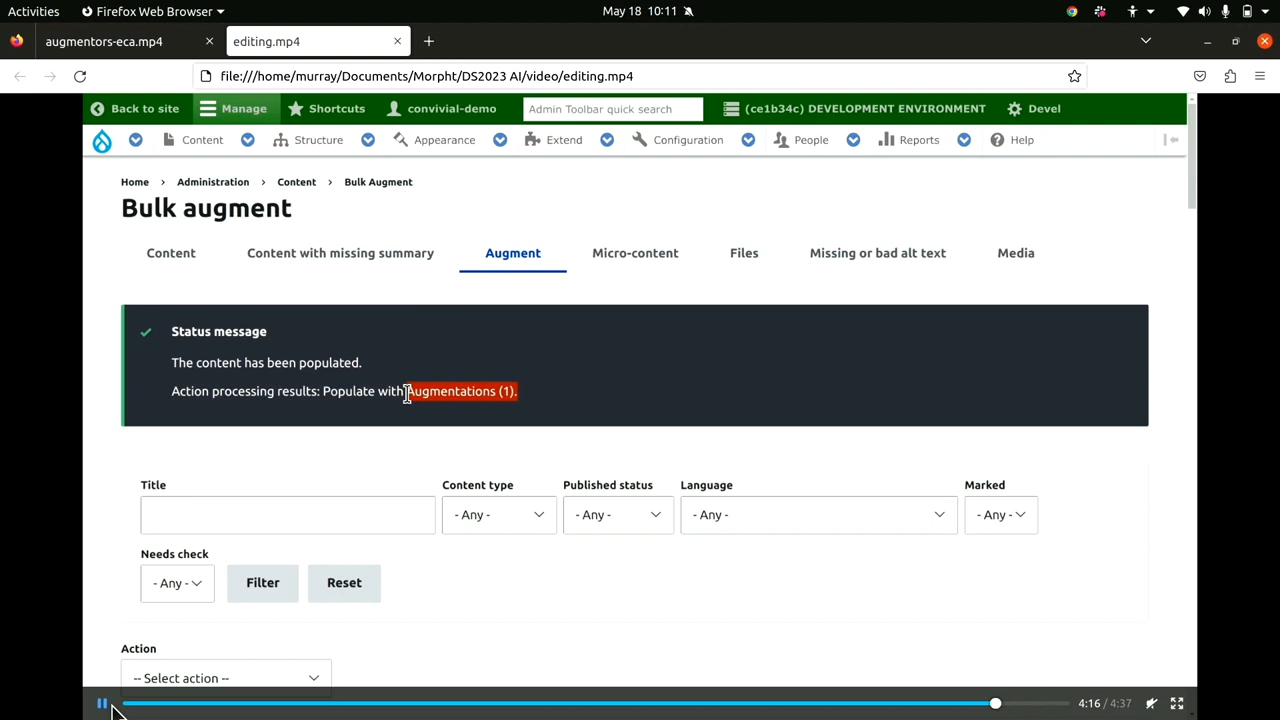 Activities
Firefox Web Browser
May 18 10:11
augmentors-eca.mp4
editing.mp4
file:///home/murray/Documents/Morpht/DS2023 AI/video/editing.mp4
Back to site
Manage
Shortcuts
convivial-demo
Admin Toolbar quick search
(ce1b34c) DEVELOPMENT ENVIRONMENT
Devel
Content
Structure
Appearance
Extend
Configuration
People
Reports
Help
Home > Administration > Content > Bulk Augment
Bulk augment
Content
Content with missing summary
Augment
Micro-content
Files
Missing or bad alt text
Media
Status message
The content has been populated.
Action processing results: Populate with Augmentations (1).
Title
Content type
Published status
Language
Marked
- Any -
- Any -
- Any -
- Any -
Needs check
- Any -
Filter
Reset
Action
-- Select action --
4:16 / 4:37